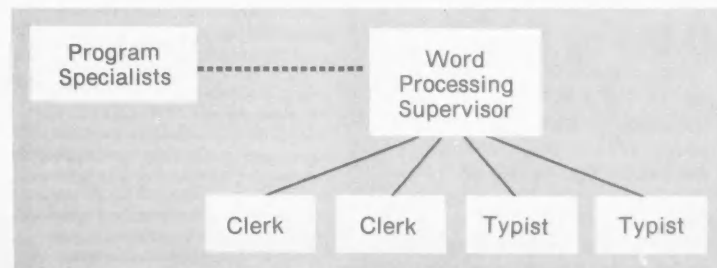 Program
Specialists
Word
Processing
Supervisor
Clerk
Clerk
Typist
Typist